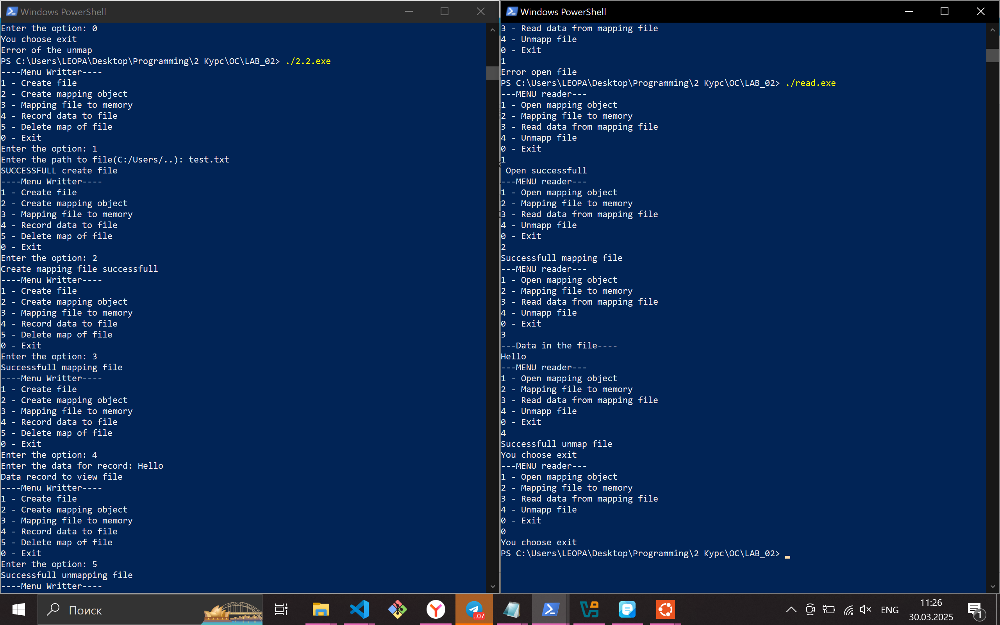 Windows PowerShell
Enter the option: 0
You choose exit
Error of the unmap
PS C:\Users\LEOPA\Desktop\Programming\2 Курс\ОС\LAB_02> ./2.2.exe
----Menu Writter----
1 - Create file
2 - Create mapping object
3 - Mapping file to memory
4 - Record data to file
5 - Delete map of file
0 - Exit
Enter the option: 1
Enter the path to file(C:/Users/..): test.txt
SUCCESSFULL create file
----Menu Writter----
1 - Create file
2 - Create mapping object
3 - Mapping file to memory
4 - Record data to file
5 - Delete map of file
0 - Exit
Enter the option: 2
Create mapping file successfull
----Menu Writter----
1 - Create file
2 - Create mapping object
3 - Mapping file to memory
4 - Record data to file
5 - Delete map of file
0 - Exit
Enter the option: 3
Successfull mapping file
----Menu Writter----
1 - Create file
2 - Create mapping object
3 - Mapping file to memory
4 - Record data to file
5 - Delete map of file
0 - Exit
Enter the option: 4
Enter the data for record: Hello
Data record to view file
----Menu Writter----
1 - Create file
2 - Create mapping object
3 - Mapping file to memory
4 - Record data to file
5 - Delete map of file
0 - Exit
Enter the option: 5
Successfull unmapping file
----Menu Writter----
Windows PowerShell
3 - Read data from mapping file
4 - Unmapp file
0 - Exit
1
Error open file
PS C:\Users\LEOPA\Desktop\Programming\2 Курс\ОС\LAB_02> ./read.exe
---MENU reader---
1 - Open mapping object
2 - Mapping file to memory
3 - Read data from mapping file
4 - Unmapp file
0 - Exit
1
Open successfull
---MENU reader---
1 - Open mapping object
2 - Mapping file to memory
3 - Read data from mapping file
4 - Unmapp file
0 - Exit
2
Successfull mapping file
---MENU reader---
1 - Open mapping object
2 - Mapping file to memory
3 - Read data from mapping file
4 - Unmapp file
0 - Exit
3
---Data in the file----
Hello
---MENU reader---
1 - Open mapping object
2 - Mapping file to memory
3 - Read data from mapping file
4 - Unmapp file
0 - Exit
4
Successfull unmap file
You choose exit
---MENU reader---
1 - Open mapping object
2 - Mapping file to memory
3 - Read data from mapping file
4 - Unmapp file
0 - Exit
0
You choose exit
PS C:\Users\LEOPA\Desktop\Programming\2 Курс\ОС\LAB_02>
Поиск
..07
ENG
11:26
30.03.2025
1